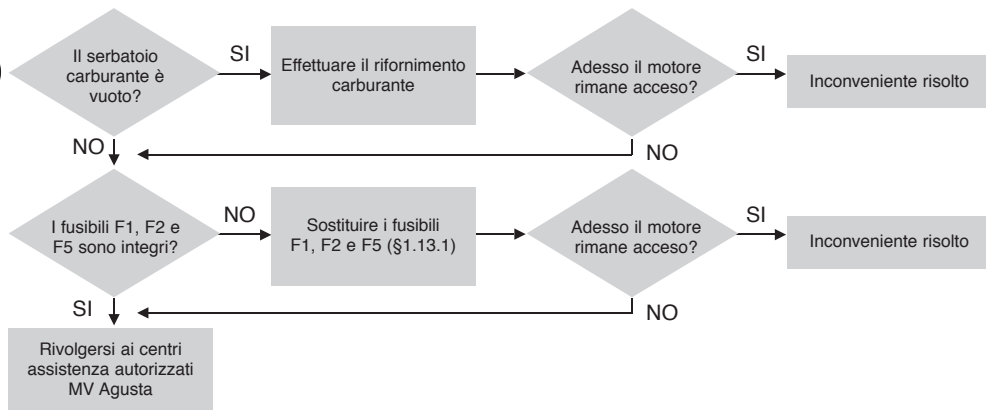 Il serbatoio
carburante è
vuoto?
SI
Effettuare il rifornimento
carburante
Adesso il motore
rimane acceso?
SI
Inconveniente risolto
NO
NO
I fusibili F1, F2 e
F5 sono integri?
NO
Sostituire i fusibili
F1, F2 e F5 (§1.13.1)
Adesso il motore
rimane acceso?
SI
Inconveniente risolto
SI
NO
Rivolgersi ai centri
assistenza autorizzati
MV Agusta